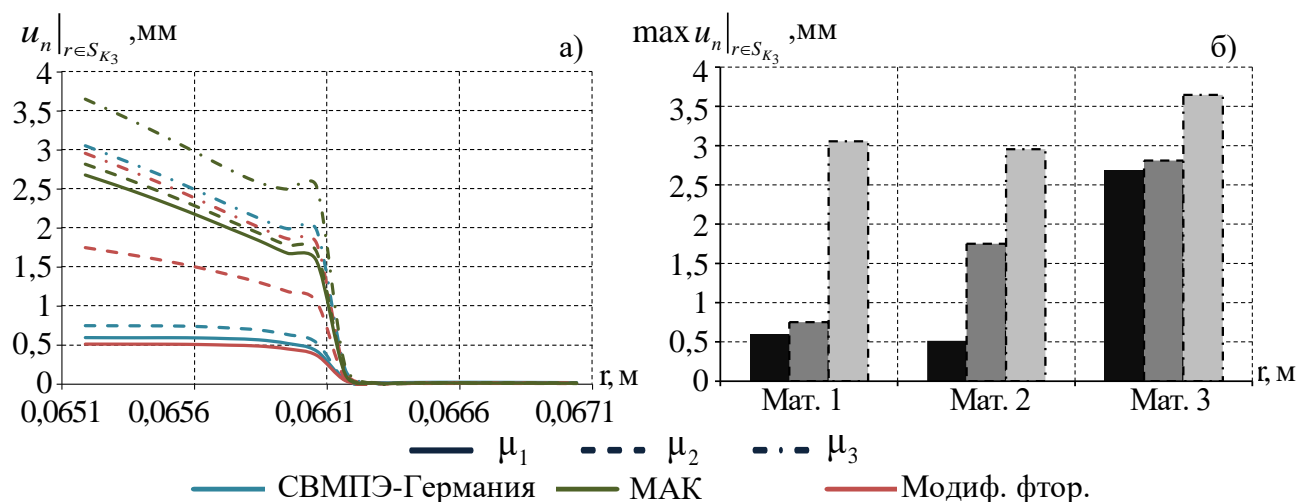 u_n|_{r∈S_{K_3}} ,мм
а)
4
3,5
3
2,5
2
1,5
1
0,5
0
r, м
0,0651
0,0656
0,0661
0,0666
0,0671
max u_n|_{r∈S_{K_3}} ,мм
б)
4
3,5
3
2,5
2
1,5
1
0,5
0
r, м
Мат. 1
Мат. 2
Мат. 3
μ₁ μ₂ μ₃
СВМПЭ-Германия МАК Модиф. фтор.